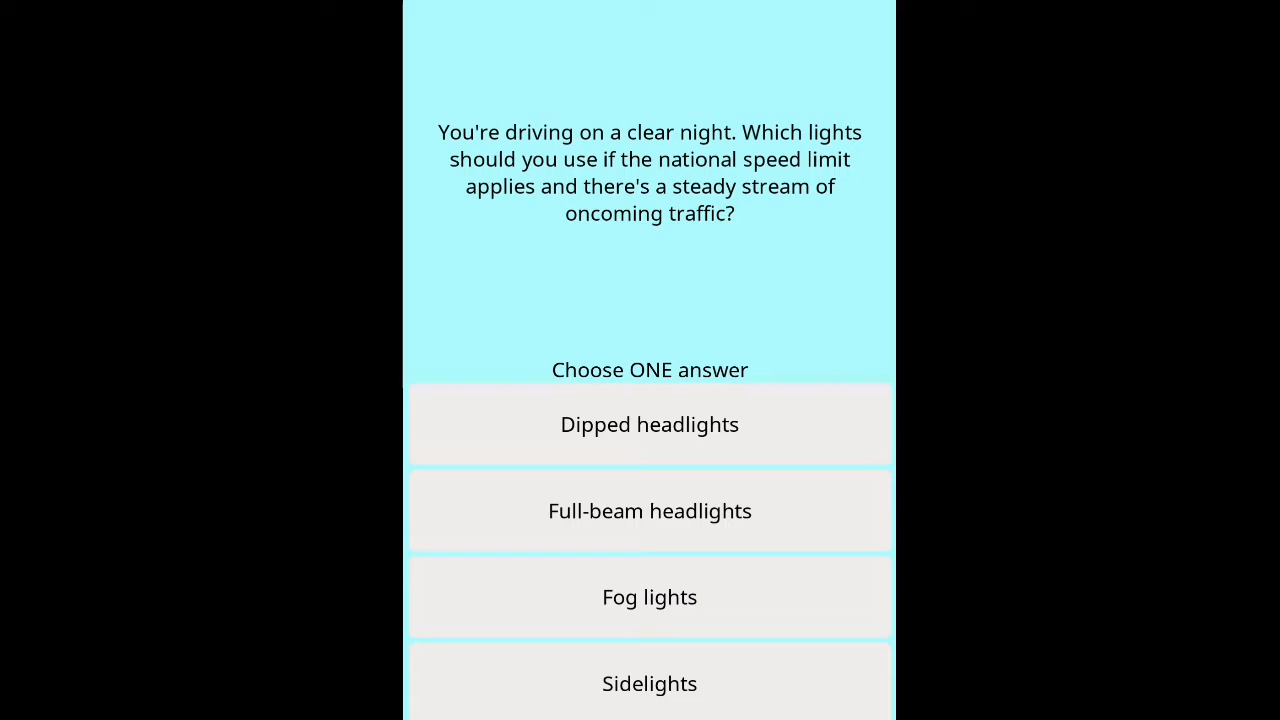 You're driving on a clear night. Which lights
should you use if the national speed limit
applies and there's a steady stream of
oncoming traffic?
Choose ONE answer
Dipped headlights
Full-beam headlights
Fog lights
Sidelights